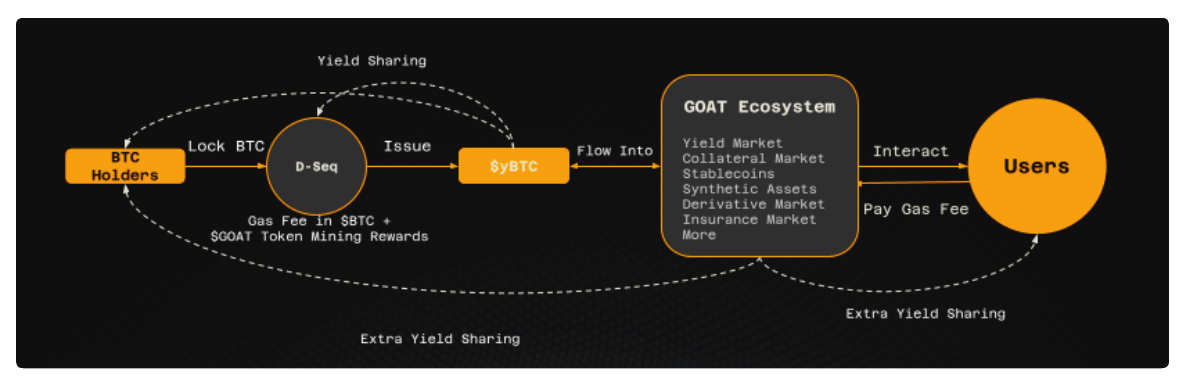 Yield Sharing
BTC
Holders
Lock BTC
D-Seq
Issue
$yBTC
Flow Into
Gas Fee in $BTC +
$GOAT Token Mining Rewards
GOAT Ecosystem
Yield Market
Collateral Market
Stablecoins
Synthetic Assets
Derivative Market
Insurance Market
More
Interact
Pay Gas Fee
Users
Extra Yield Sharing
Extra Yield Sharing